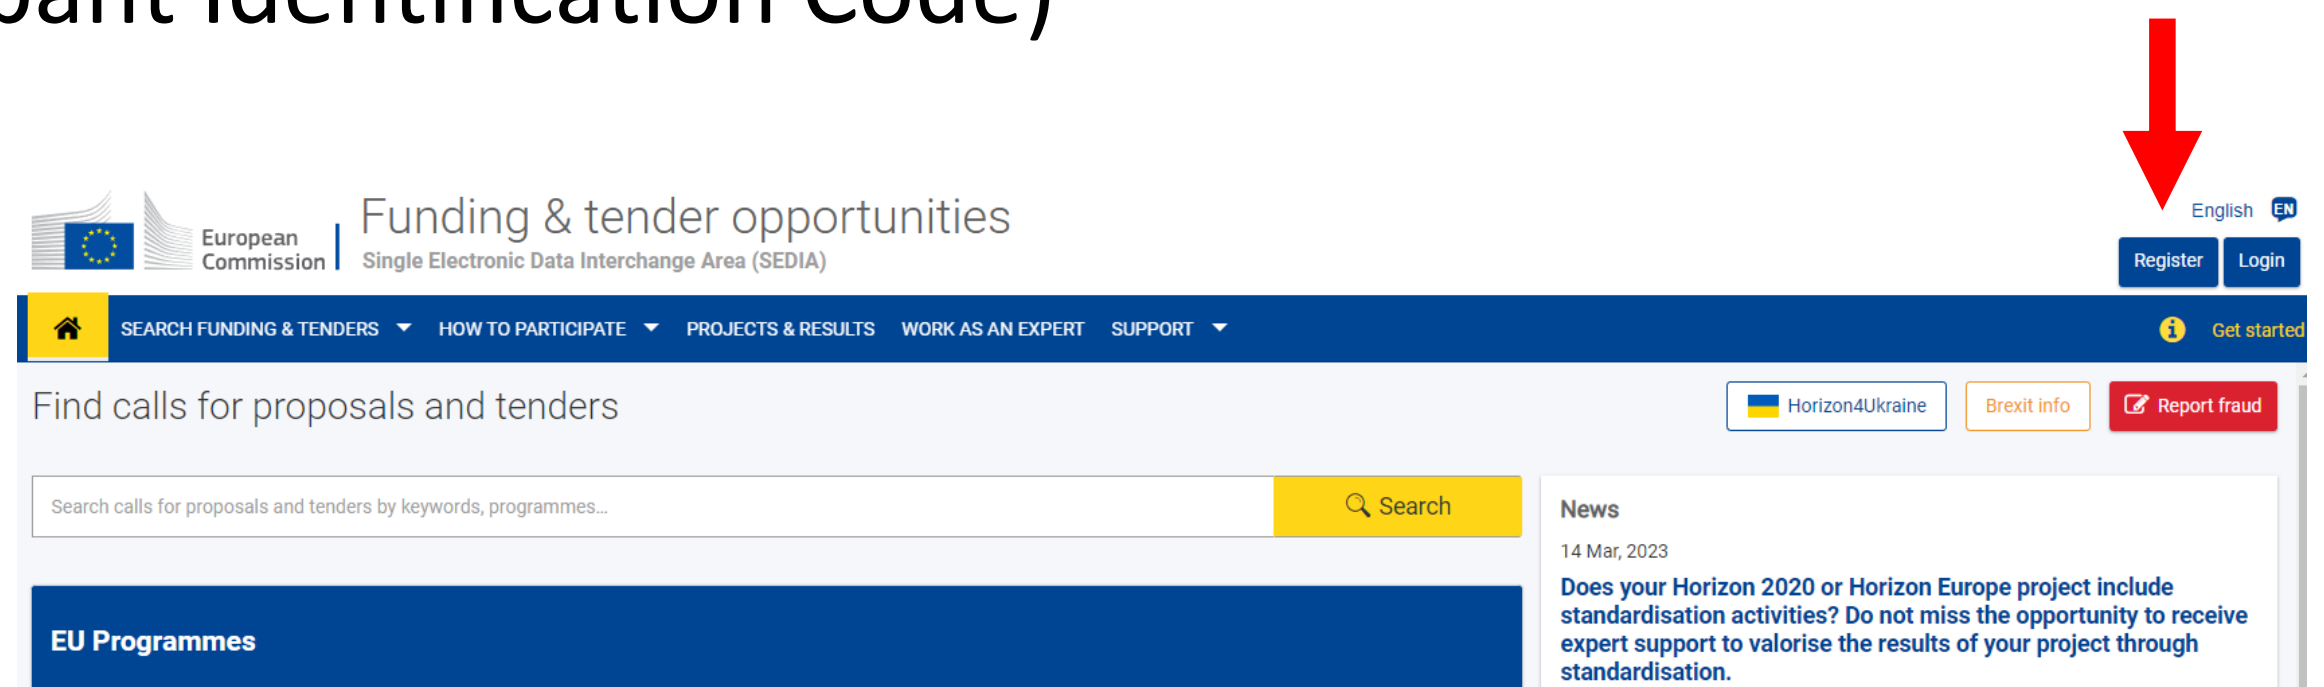 pant Identification Code)
English EN
European
Commission
Funding & tender opportunities
Single Electronic Data Interchange Area (SEDIA)
Register Login
SEARCH FUNDING & TENDERS HOW TO PARTICIPATE PROJECTS & RESULTS WORK AS AN EXPERT SUPPORT Get started
Find calls for proposals and tenders
Horizon4Ukraine Brexit info Report fraud
Search calls for proposals and tenders by keywords, programmes...
Search
EU Programmes
News
14 Mar, 2023
Does your Horizon 2020 or Horizon Europe project include
standardisation activities? Do not miss the opportunity to receive
expert support to valorise the results of your project through
standardisation.